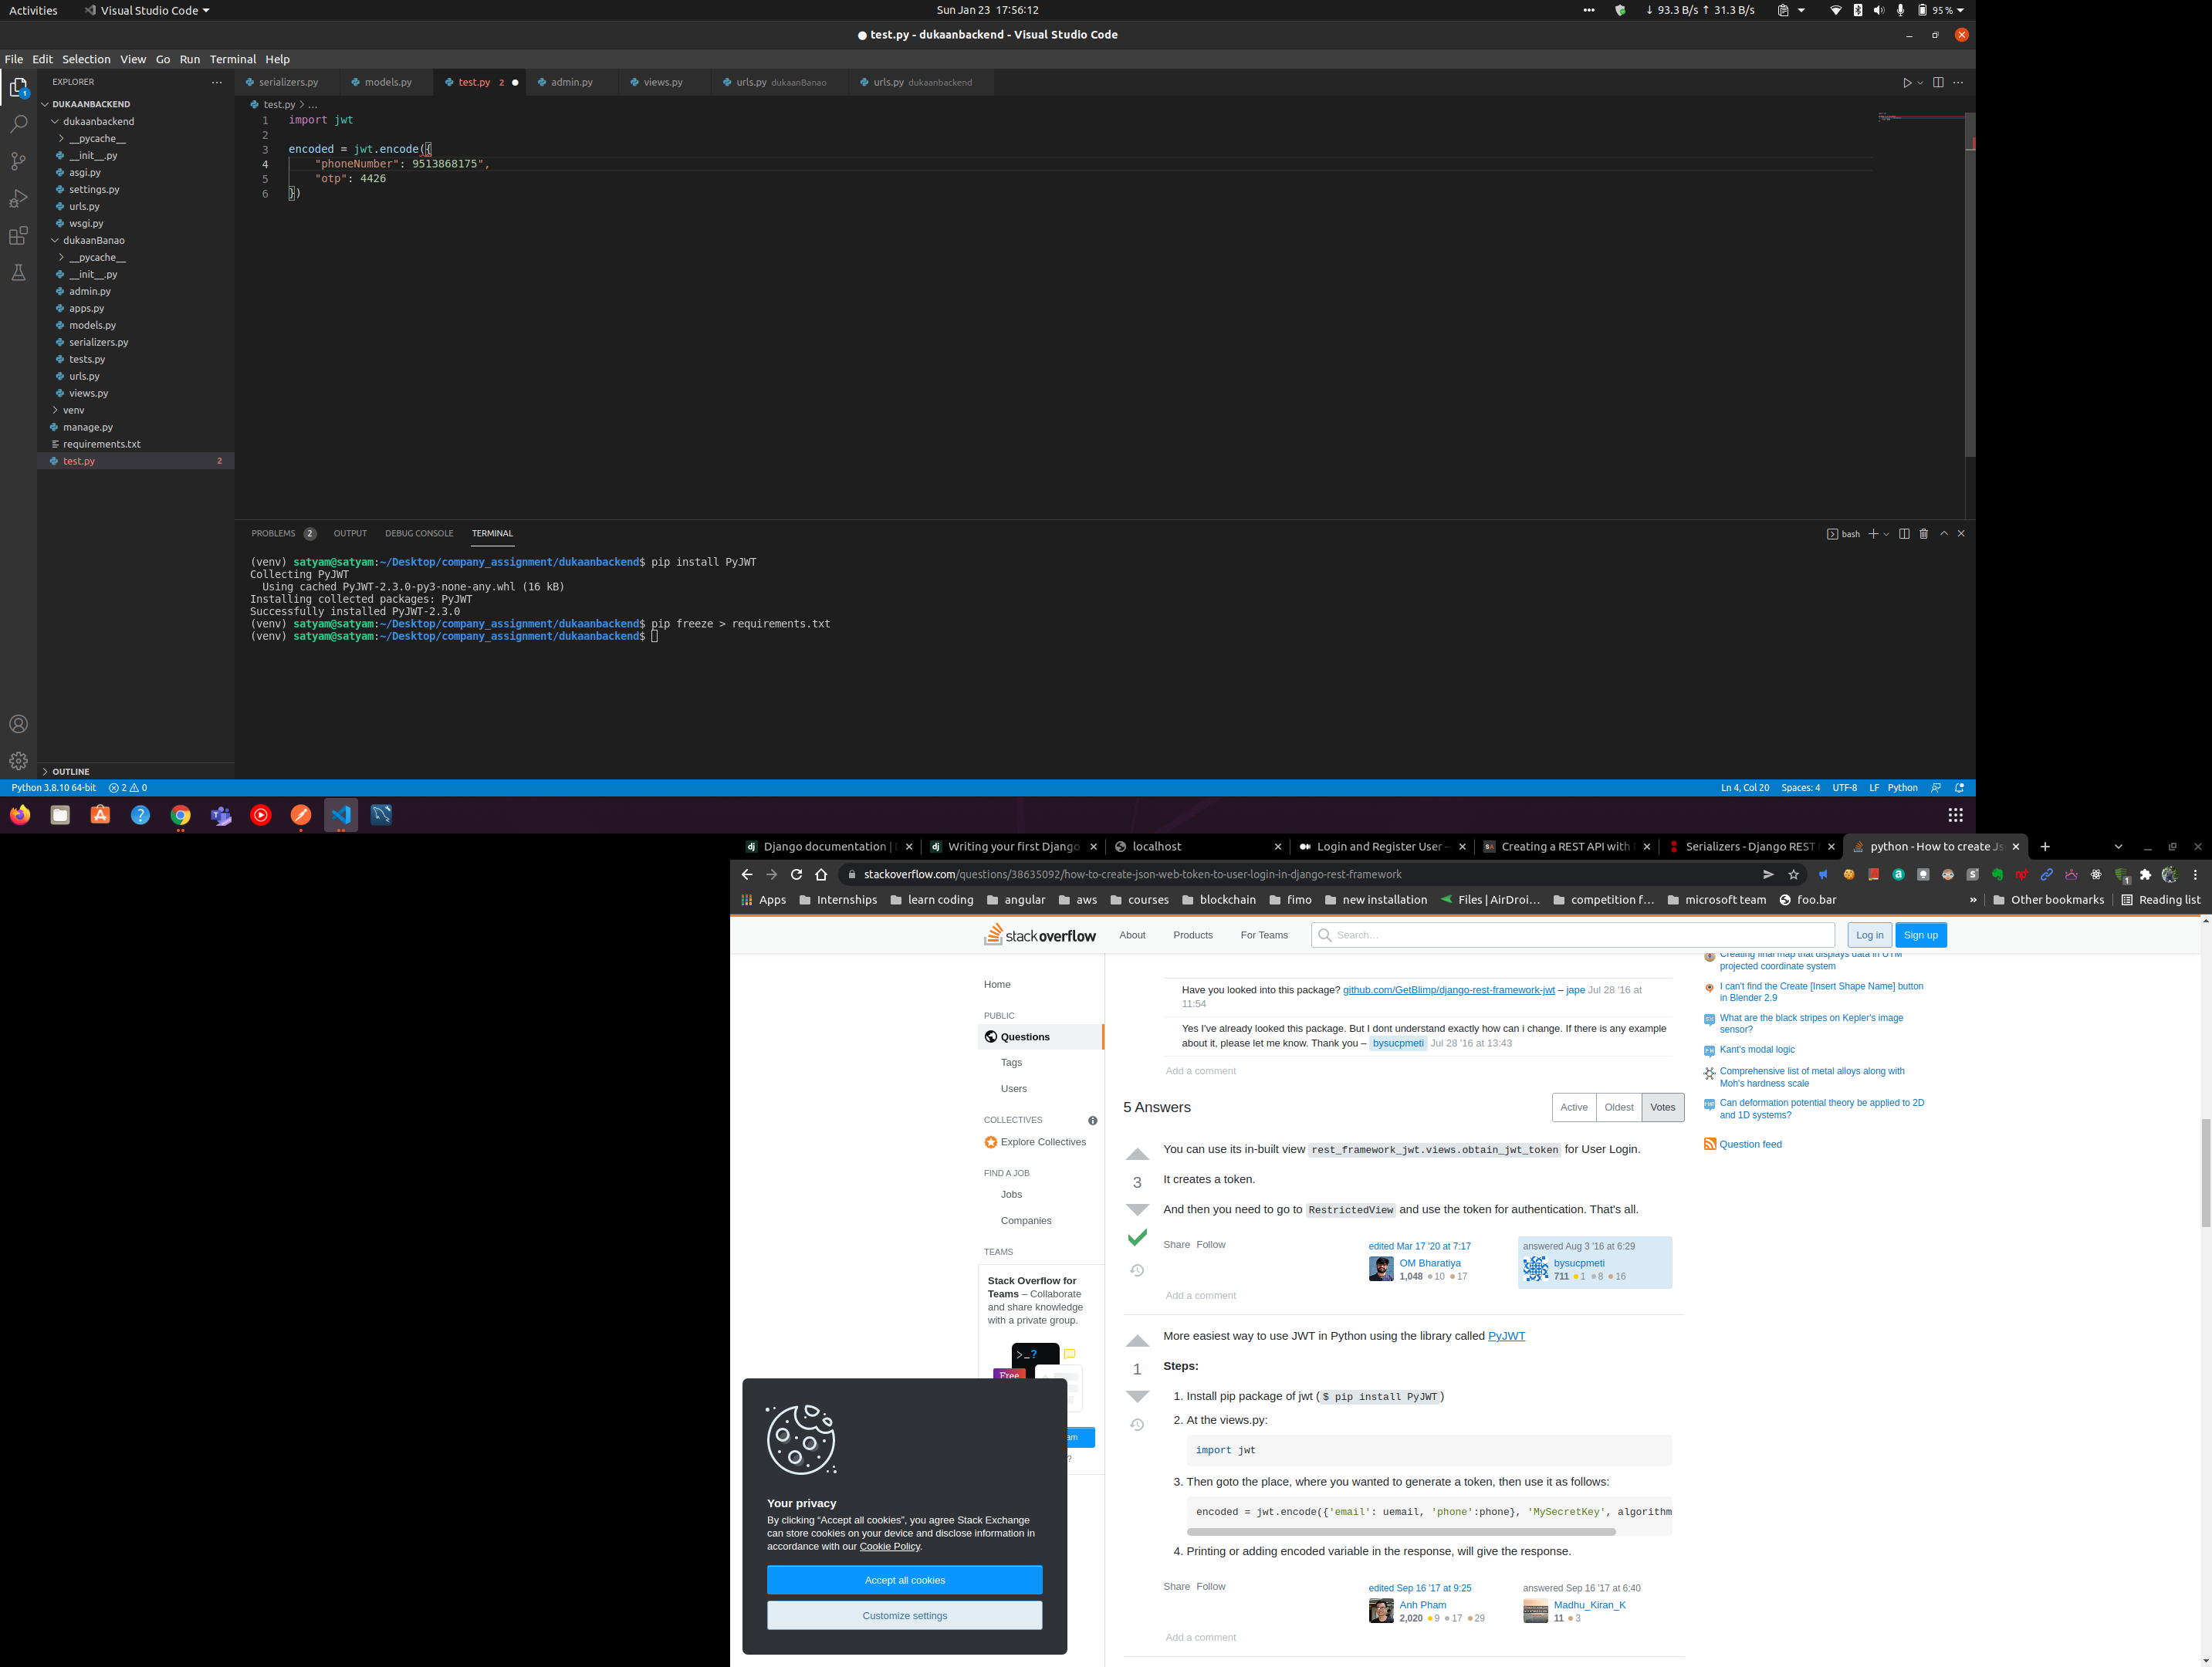 Activities
Visual Studio Code
Sun Jan 23 17:56:12
↓ 93.3 B/s ↑ 31.3 B/s
95 %
● test.py - dukaanbackend - Visual Studio Code
File Edit Selection View Go Run Terminal Help
EXPLORER
serializers.py
models.py
test.py 2
admin.py
views.py
urls.py dukaanBanao
urls.py dukaanbackend
1
DUKAANBACKEND
dukaanbackend
__pycache__
__init__.py
asgi.py
settings.py
urls.py
wsgi.py
dukaanBanao
__pycache__
__init__.py
admin.py
apps.py
models.py
serializers.py
tests.py
urls.py
views.py
venv
manage.py
requirements.txt
test.py 2
OUTLINE
test.py > ...
1 import jwt
2
3 encoded = jwt.encode({
4 "phoneNumber": 9513868175",
5 "otp": 4426
6 })
PROBLEMS 2 OUTPUT DEBUG CONSOLE TERMINAL
bash
(venv) satyam@satyam:~/Desktop/company_assignment/dukaanbackend$ pip install PyJWT
Collecting PyJWT
Using cached PyJWT-2.3.0-py3-none-any.whl (16 kB)
Installing collected packages: PyJWT
Successfully installed PyJWT-2.3.0
(venv) satyam@satyam:~/Desktop/company_assignment/dukaanbackend$ pip freeze > requirements.txt
(venv) satyam@satyam:~/Desktop/company_assignment/dukaanbackend$
Python 3.8.10 64-bit 2 0
Ln 4, Col 20 Spaces: 4 UTF-8 LF Python
Django documentation |
Writing your first Django
localhost
Login and Register User –
Creating a REST API with
Serializers - Django REST
python - How to create Js
stackoverflow.com/questions/38635092/how-to-create-json-web-token-to-user-login-in-django-rest-framework
Apps Internships learn coding angular aws courses blockchain fimo new installation Files | AirDroi... competition f... microsoft team foo.bar » Other bookmarks Reading list
stackoverflow About Products For Teams Search... Log in Sign up
Home
PUBLIC
Questions
Tags
Users
COLLECTIVES
Explore Collectives
FIND A JOB
Jobs
Companies
TEAMS
Stack Overflow for
Teams – Collaborate
and share knowledge
with a private group.
>_?
Free
am
?
Have you looked into this package? github.com/GetBlimp/django-rest-framework-jwt – jape Jul 28 '16 at
11:54
Yes I've already looked this package. But I dont understand exactly how can i change. If there is any example
about it, please let me know. Thank you – bysucpmeti Jul 28 '16 at 13:43
Add a comment
5 Answers
Active Oldest Votes
You can use its in-built view rest_framework_jwt.views.obtain_jwt_token for User Login.
3
It creates a token.
And then you need to go to RestrictedView and use the token for authentication. That's all.
Share Follow
edited Mar 17 '20 at 7:17
OM Bharatiya
1,048 10 17
answered Aug 3 '16 at 6:29
bysucpmeti
711 1 8 16
Add a comment
More easiest way to use JWT in Python using the library called PyJWT
1
Steps:
1. Install pip package of jwt ( $ pip install PyJWT )
2. At the views.py:
import jwt
3. Then goto the place, where you wanted to generate a token, then use it as follows:
encoded = jwt.encode({'email': uemail, 'phone':phone}, 'MySecretKey', algorithm
4. Printing or adding encoded variable in the response, will give the response.
Share Follow
edited Sep 16 '17 at 9:25
Anh Pham
2,020 9 17 29
answered Sep 16 '17 at 6:40
Madhu_Kiran_K
11 3
Add a comment
Creating final map that displays data in UTM
projected coordinate system
I can't find the Create [Insert Shape Name] button
in Blender 2.9
What are the black stripes on Kepler's image
sensor?
Kant's modal logic
Comprehensive list of metal alloys along with
Moh's hardness scale
Can deformation potential theory be applied to 2D
and 1D systems?
Question feed
Your privacy
By clicking “Accept all cookies”, you agree Stack Exchange
can store cookies on your device and disclose information in
accordance with our Cookie Policy.
Accept all cookies
Customize settings